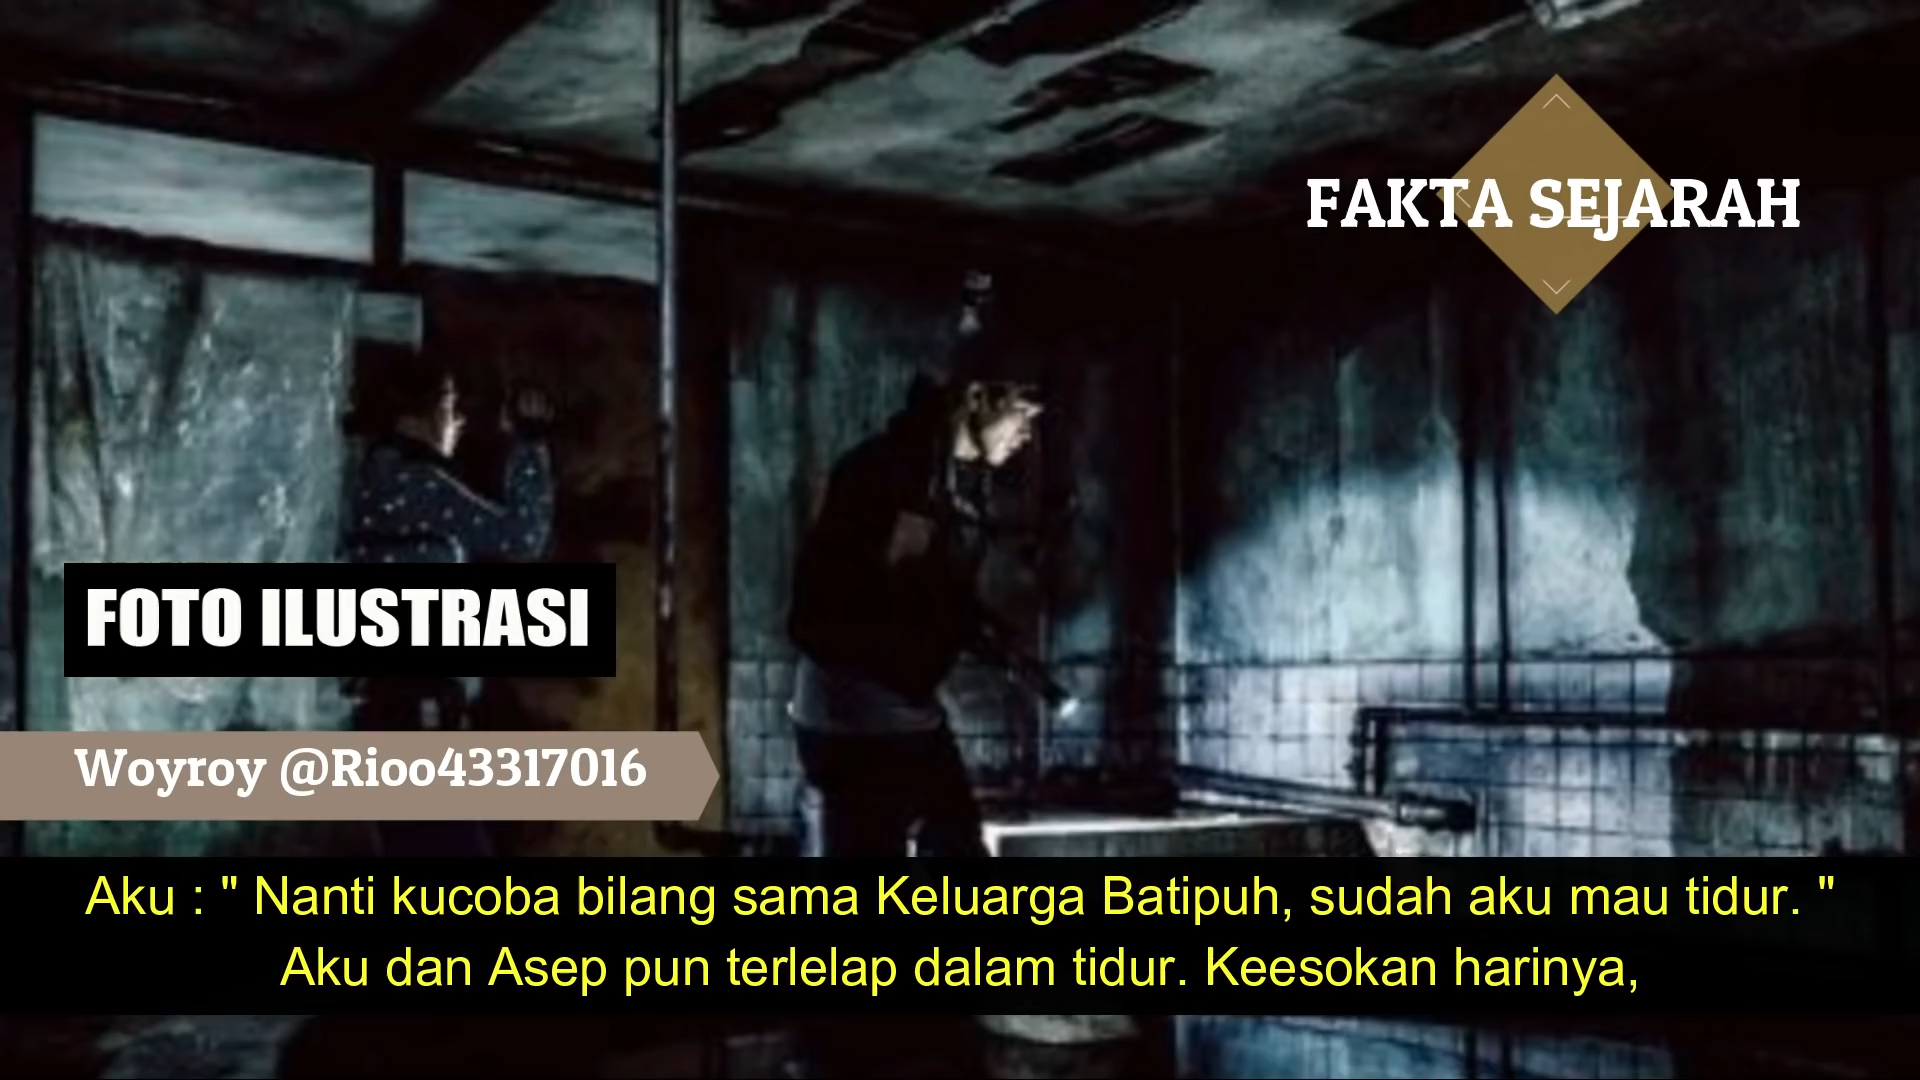 FAKTA SEJARAH
FOTO ILUSTRASI
Woyroy @Rioo43317016
Aku : " Nanti kucoba bilang sama Keluarga Batipuh, sudah aku mau tidur. "
Aku dan Asep pun terlelap dalam tidur. Keesokan harinya,